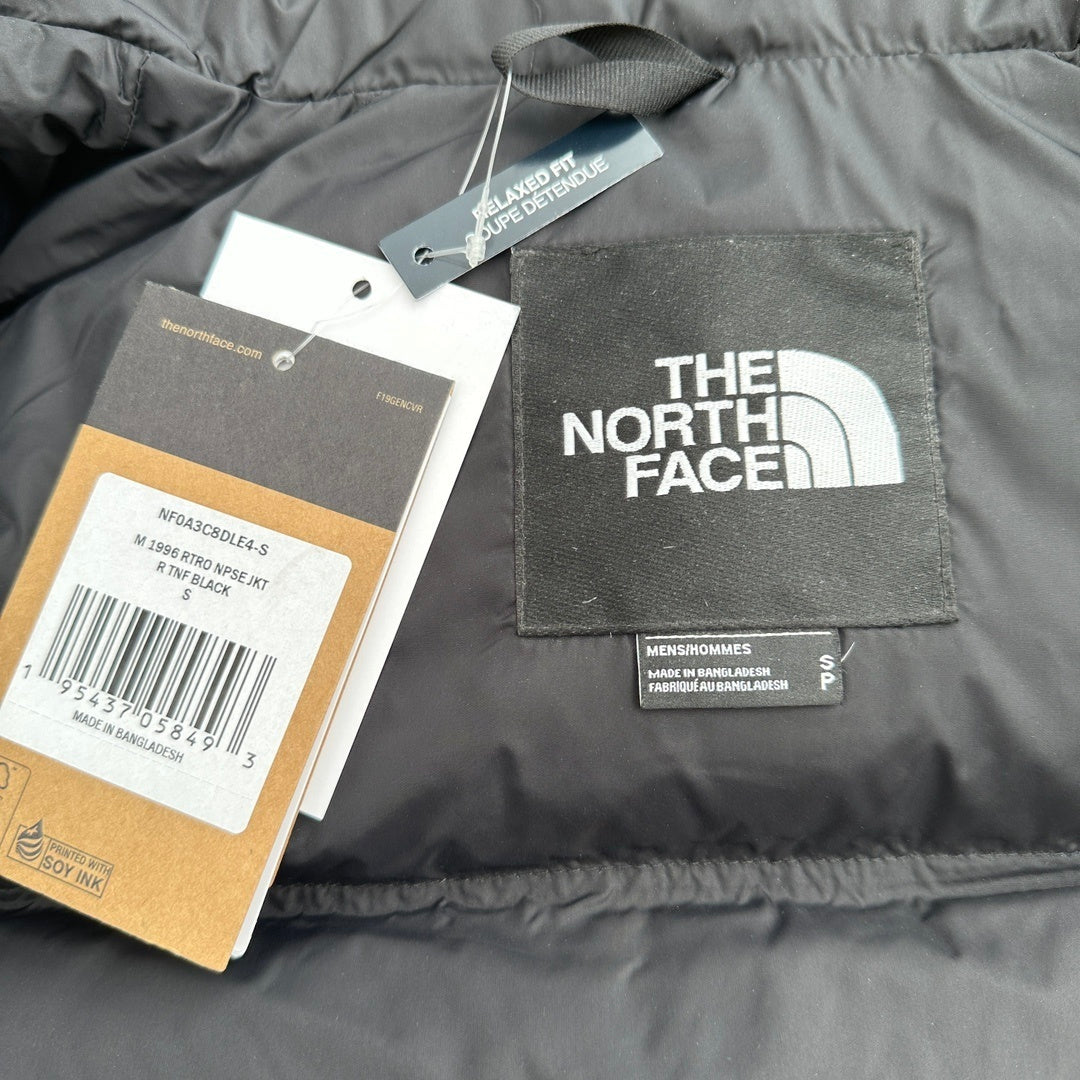 RELAXED FIT
COUPE DÉTENDUE
thenorthface.com
F19GENCVR
NF0A3C8DLE4-S
M 1996 RTRO NPSE JKT
R TNF BLACK
S
1 95437 05849 3
MADE IN BANGLADESH
PRINTED WITH
SOY INK
THE
NORTH
FACE
MENS/HOMMES
MADE IN BANGLADESH
FABRIQUÉ AU BANGLADESH
S
P